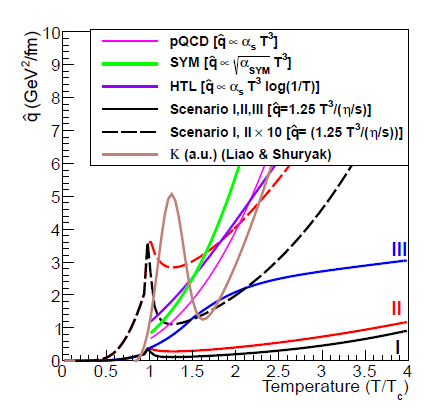 10
9
8
7
6
5
4
3
2
1
0
q̂ (GeV²/fm)
pQCD [q̂ ∝ αₛ T³]
SYM [q̂ ∝ √α_SYM T³]
HTL [q̂ ∝ αₛ T³ log(1/T)]
Scenario I,II,III [q̂=1.25 T³/(η/s)]
Scenario I, II × 10 [q̂= (1.25 T³/(η/s))]
K (a.u.) (Liao & Shuryak)
III
II
I
0 0.5 1 1.5 2 2.5 3 3.5 4
Temperature (T/T_c)